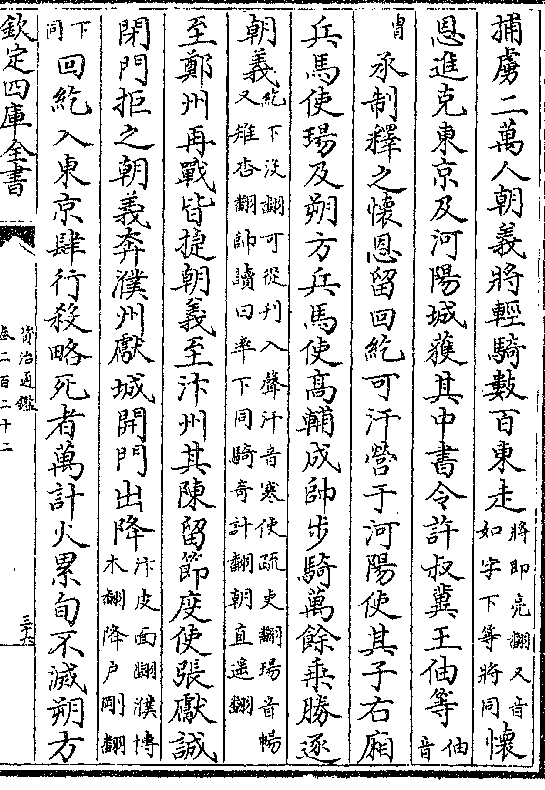 捕虜二萬人朝義將輕騎數百東走將即亮翻又音如字下等將同懷
恩進克東京及河陽城獲其中書令許叔冀王伷等伷音
胄承制釋之懷恩留回紇可汗營于河陽使其子右廂
兵馬使瑒及朔方兵馬使高輔成帥步騎萬餘乘勝逐
朝義紇下沒翻可從刋入聲汗音寒使疏吏翻瑒音暢又雉杏翻帥讀曰率下同騎奇計翻朝直遥翻
至鄭州再戰皆捷朝義至汴州其陳留節度使張獻誠
閉門拒之朝義奔濮州獻城開門出降汴皮面翻濮博木翻降户剛翻
下同回紇入東京肆行殺略死者萬計火累旬不滅朔方
欽定四庫全書
資治通鑑
卷二百二十二
三十六